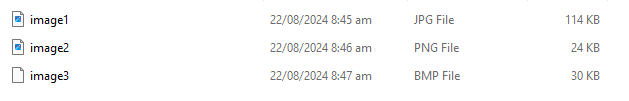 image1 22/08/2024 8:45 am JPG File 114 KB
image2 22/08/2024 8:46 am PNG File 24 KB
image3 22/08/2024 8:47 am BMP File 30 KB